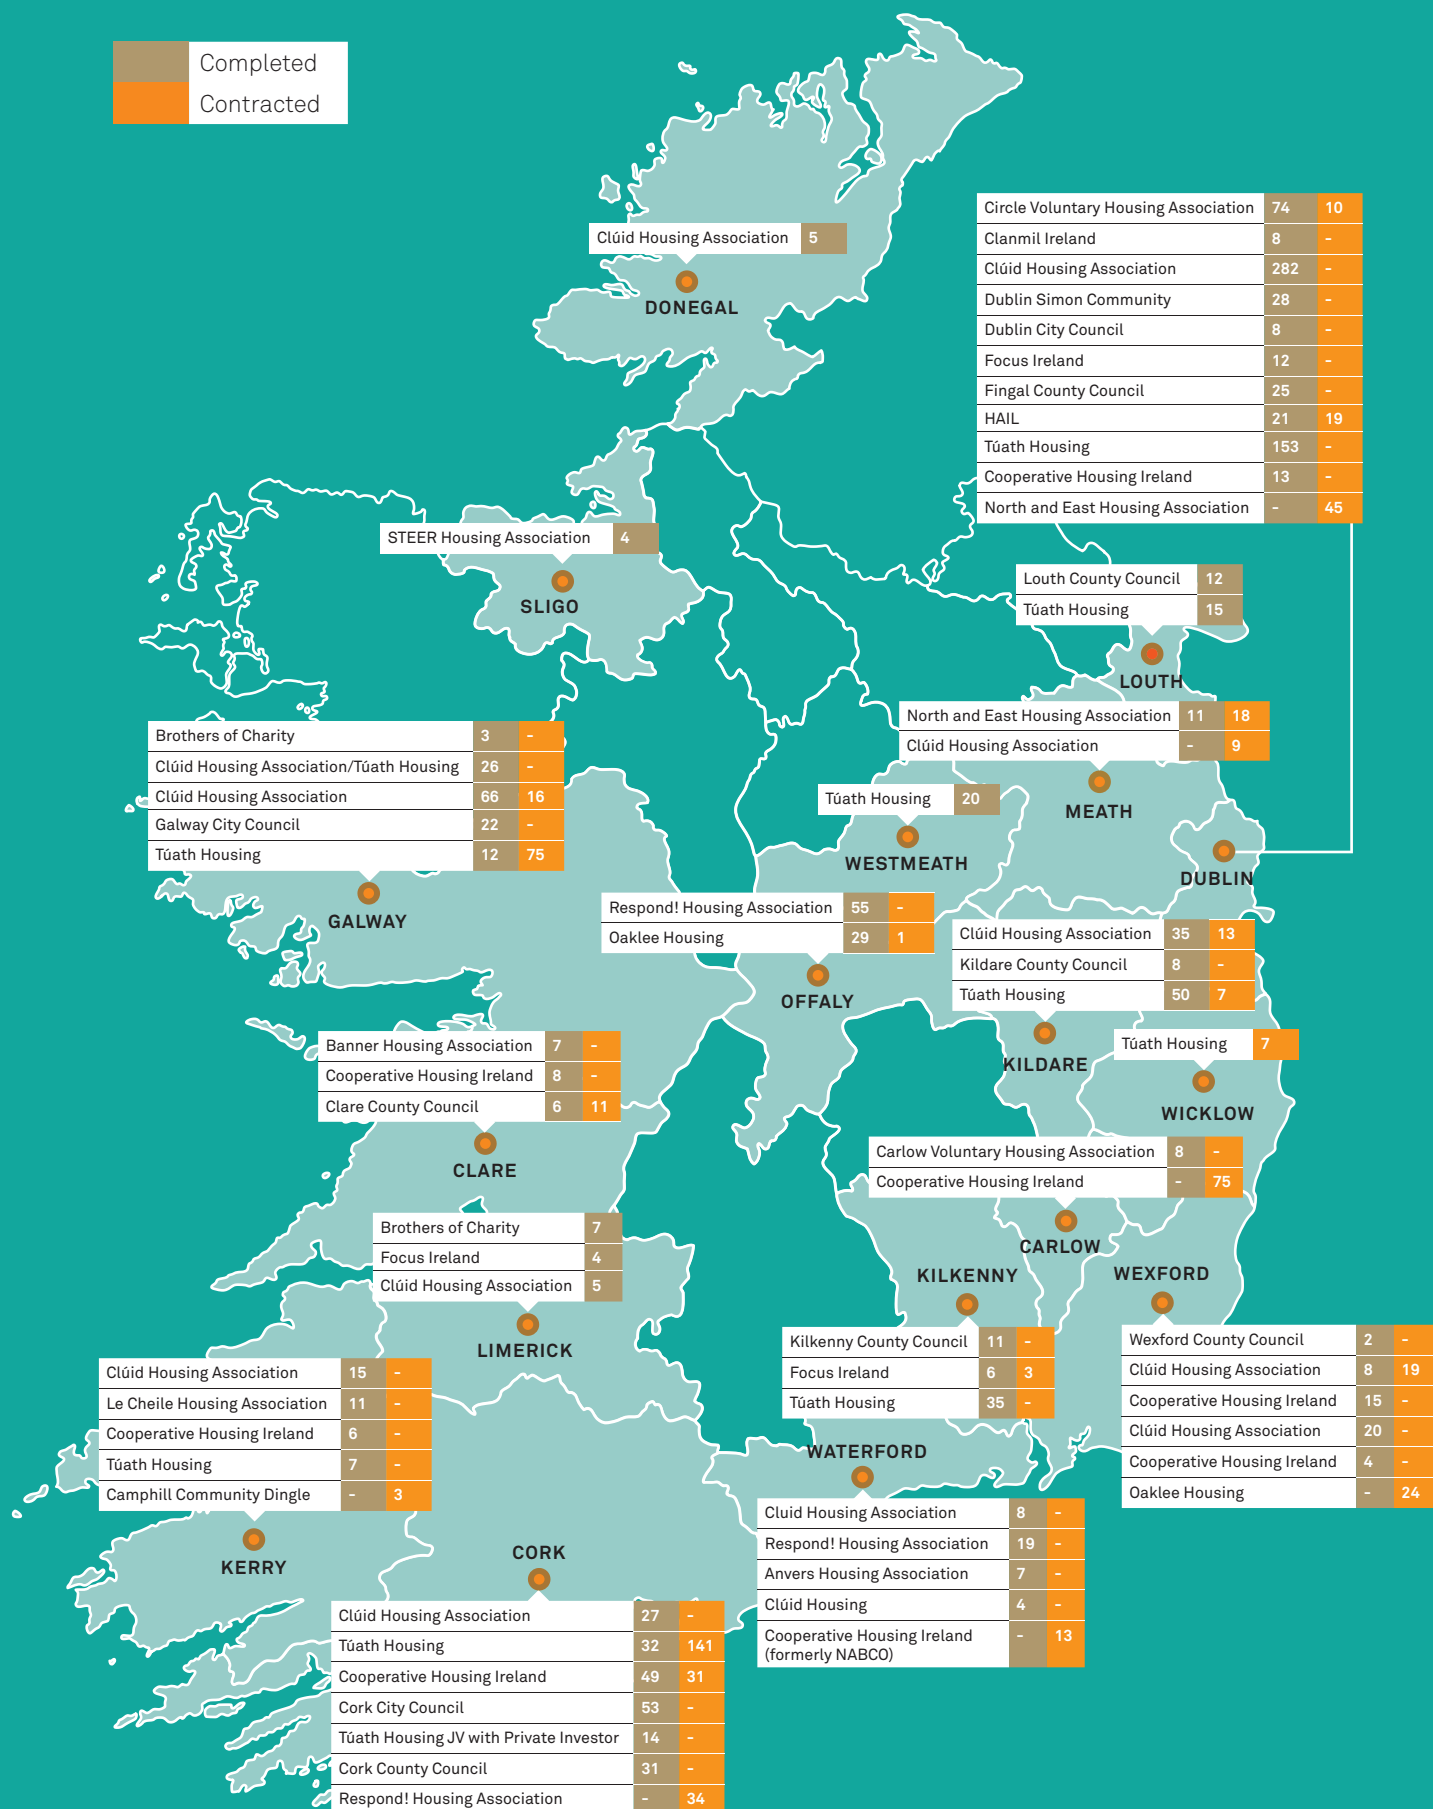 Completed
Contracted
Clúid Housing Association 5
DONEGAL
Circle Voluntary Housing Association 74 10
Clanmil Ireland 8 -
Clúid Housing Association 282 -
Dublin Simon Community 28 -
Dublin City Council 8 -
Focus Ireland 12 -
Fingal County Council 25 -
HAIL 21 19
Túath Housing 153 -
Cooperative Housing Ireland 13 -
North and East Housing Association - 45
STEER Housing Association 4
SLIGO
Louth County Council 12
Túath Housing 15
LOUTH
North and East Housing Association 11 18
Clúid Housing Association - 9
MEATH
Brothers of Charity 3 -
Clúid Housing Association/Túath Housing 26 -
Clúid Housing Association 66 16
Galway City Council 22 -
Túath Housing 12 75
GALWAY
Túath Housing 20
WESTMEATH
DUBLIN
Respond! Housing Association 55 -
Oaklee Housing 29 1
OFFALY
Clúid Housing Association 35 13
Kildare County Council 8 -
Túath Housing 50 7
KILDARE
Túath Housing 7
WICKLOW
Banner Housing Association 7 -
Cooperative Housing Ireland 8 -
Clare County Council 6 11
CLARE
Carlow Voluntary Housing Association 8 -
Cooperative Housing Ireland - 75
CARLOW
Brothers of Charity 7
Focus Ireland 4
Clúid Housing Association 5
LIMERICK
KILKENNY
Kilkenny County Council 11 -
Focus Ireland 6 3
Túath Housing 35 -
WEXFORD
Wexford County Council 2 -
Clúid Housing Association 8 19
Cooperative Housing Ireland 15 -
Clúid Housing Association 20 -
Cooperative Housing Ireland 4 -
Oaklee Housing - 24
Clúid Housing Association 15 -
Le Cheile Housing Association 11 -
Cooperative Housing Ireland 6 -
Túath Housing 7 -
Camphill Community Dingle - 3
KERRY
WATERFORD
Cluid Housing Association 8 -
Respond! Housing Association 19 -
Anvers Housing Association 7 -
Clúid Housing 4 -
Cooperative Housing Ireland - 13
(formerly NABCO)
CORK
Clúid Housing Association 27 -
Túath Housing 32 141
Cooperative Housing Ireland 49 31
Cork City Council 53 -
Túath Housing JV with Private Investor 14 -
Cork County Council 31 -
Respond! Housing Association - 34